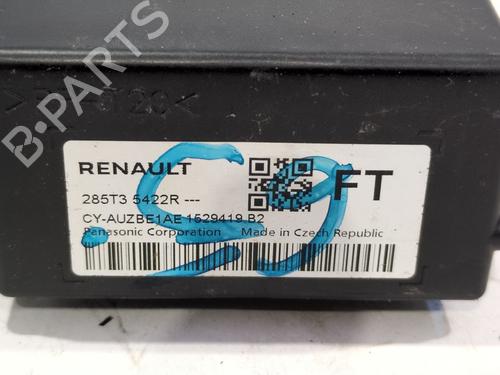 B-PARTS
RENAULT
FT
285T3 5422R ---
CY-AUZBE1AE 1529419 B2
Panasonic Corporation Made in Czech Republic